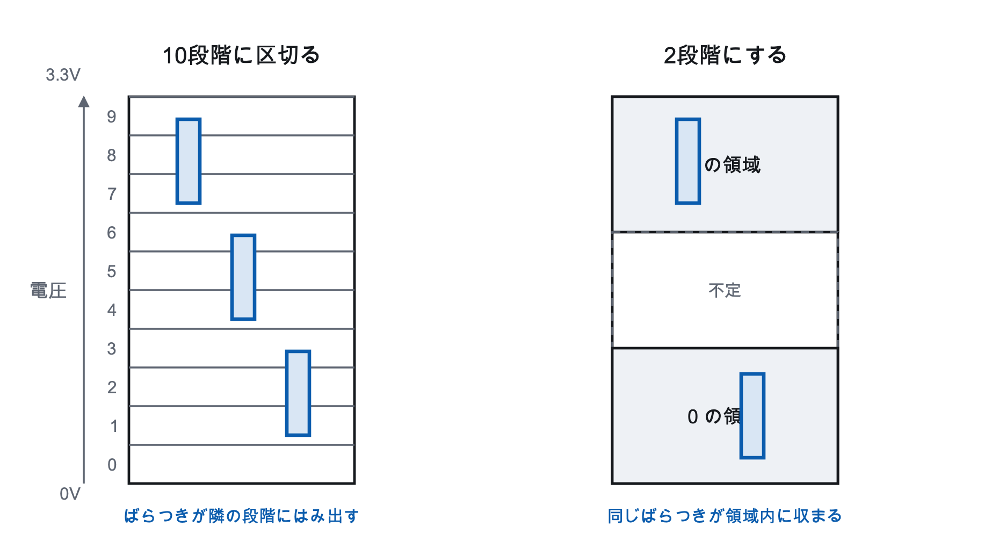 10段階に区切る
2段階にする
3.3V
9
8
7
6
5
4
3
2
1
0
電圧
0V
の領域
不定
0 の領
ばらつきが隣の段階にはみ出す
同じばらつきが領域内に収まる